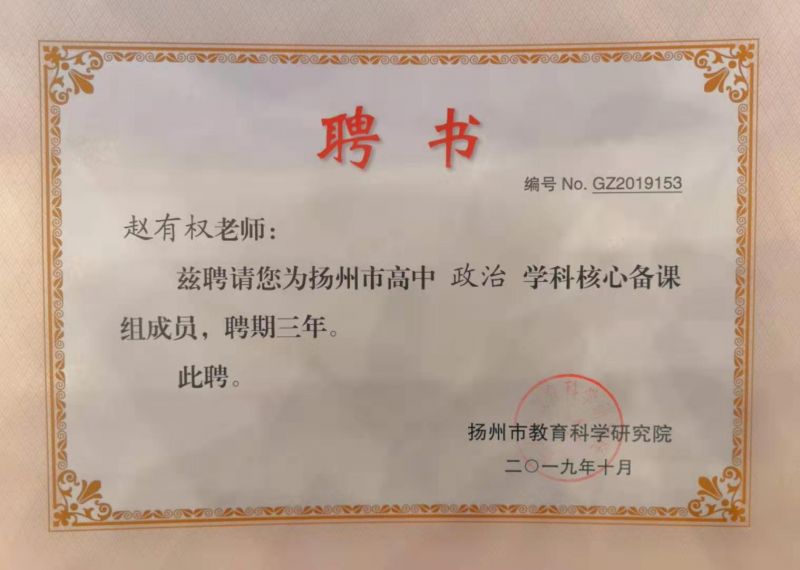 聘书
编号 No. GZ2019153
赵有权老师：
兹聘请您为扬州市高中 政治 学科核心备课
组成员，聘期三年。
此聘。
扬州市教育科学研究院
二〇一九年十月